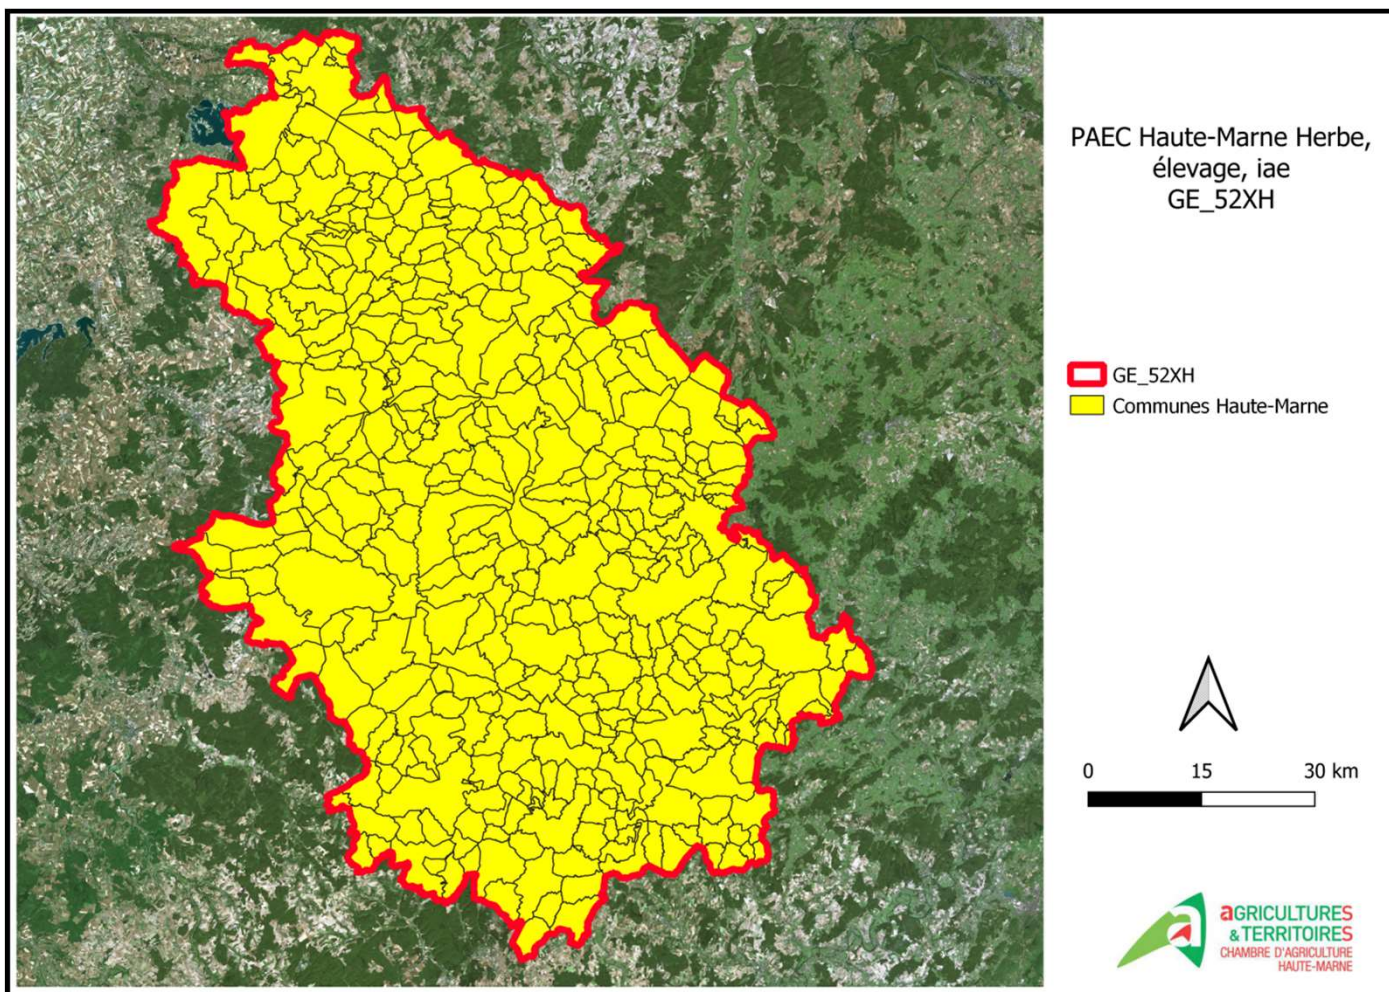 PAEC Haute-Marne Herbe,
élevage, iae
GE_52XH
GE_52XH
Communes Haute-Marne
0 15 30 km
aGRICULTURES
& TERRITOIRES
CHAMBRE D'AGRICULTURE
HAUTE-MARNE